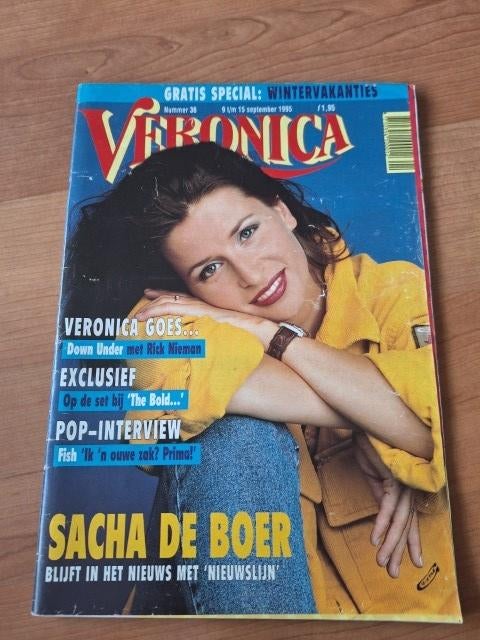 GRATIS SPECIAL: WINTERVAKANTIES
Nummer 36 9 t/m 15 september 1995 f 1,95
VERONICA
VERONICA GOES...
Down Under met Rick Nieman
EXCLUSIEF
Op de set bij 'The Bold...'
POP-INTERVIEW
Fish 'Ik 'n ouwe zak? Prima!'
SACHA DE BOER
BLIJFT IN HET NIEUWS MET 'NIEUWSLIJN'